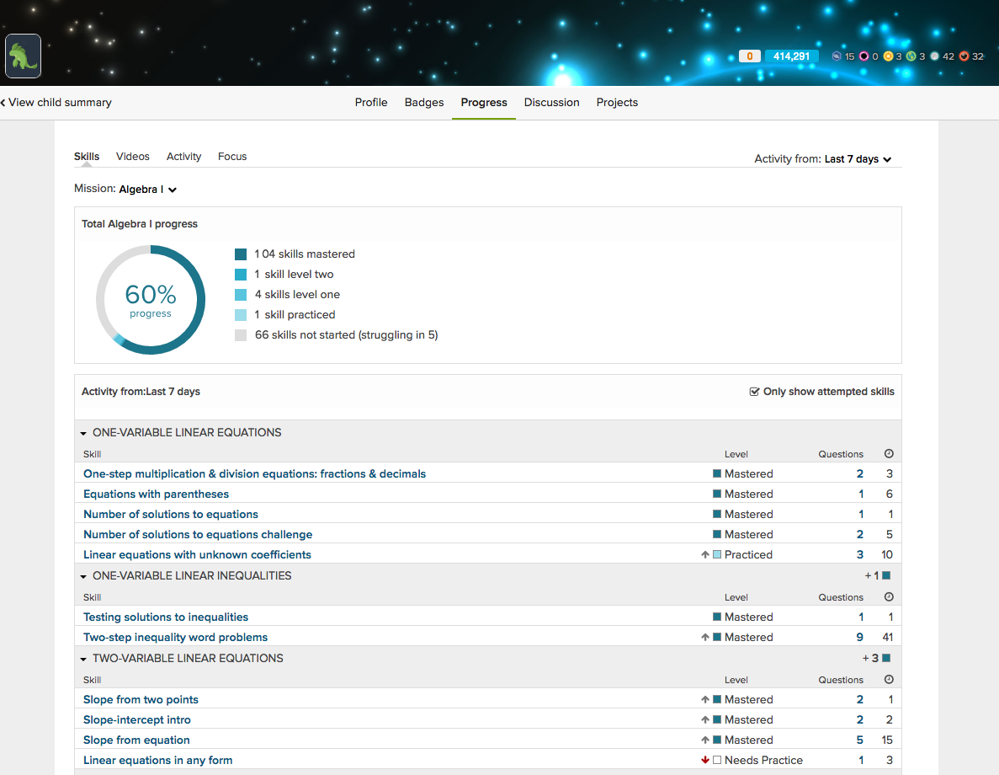 0 414,291 15 0 3 3 42 32
View child summary Profile Badges Progress Discussion Projects
Skills Videos Activity Focus Activity from: Last 7 days
Mission: Algebra I
Total Algebra I progress
60%
progress
104 skills mastered
1 skill level two
4 skills level one
1 skill practiced
66 skills not started (struggling in 5)
Activity from:Last 7 days Only show attempted skills
ONE-VARIABLE LINEAR EQUATIONS
Skill Level Questions
One-step multiplication & division equations: fractions & decimals Mastered 2 3
Equations with parentheses Mastered 1 6
Number of solutions to equations Mastered 1 1
Number of solutions to equations challenge Mastered 2 5
Linear equations with unknown coefficients Practiced 3 10
ONE-VARIABLE LINEAR INEQUALITIES + 1
Skill Level Questions
Testing solutions to inequalities Mastered 1 1
Two-step inequality word problems Mastered 9 41
TWO-VARIABLE LINEAR EQUATIONS + 3
Skill Level Questions
Slope from two points Mastered 2 1
Slope-intercept intro Mastered 2 2
Slope from equation Mastered 5 15
Linear equations in any form Needs Practice 1 3